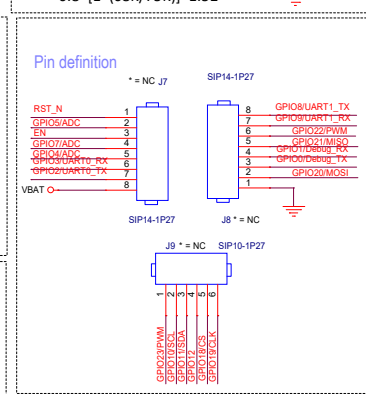 Pin definition
* = NC J7
SIP14-1P27
RST_N 1
GPIO5/ADC 2
EN 3
GPIO7/ADC 4
GPIO4/ADC 5
GPIO3/UART0_RX 6
GPIO2/UART0_TX 7
VBAT 8
8 GPIO8/UART1_TX
7 GPIO9/UART1_RX
6 GPIO22/PWM
5 GPIO21/MISO
4 GPIO1/Debug_RX
3 GPIO0/Debug_TX
2 GPIO20/MOSI
1
SIP14-1P27
J8 * = NC
J9 * = NC SIP10-1P27
1 GPIO23/PWM
2 GPIO10/SCL
3 GPIO11/SDA
4 GPIO12
5 GPIO18/CS
6 GPIO19/CLK